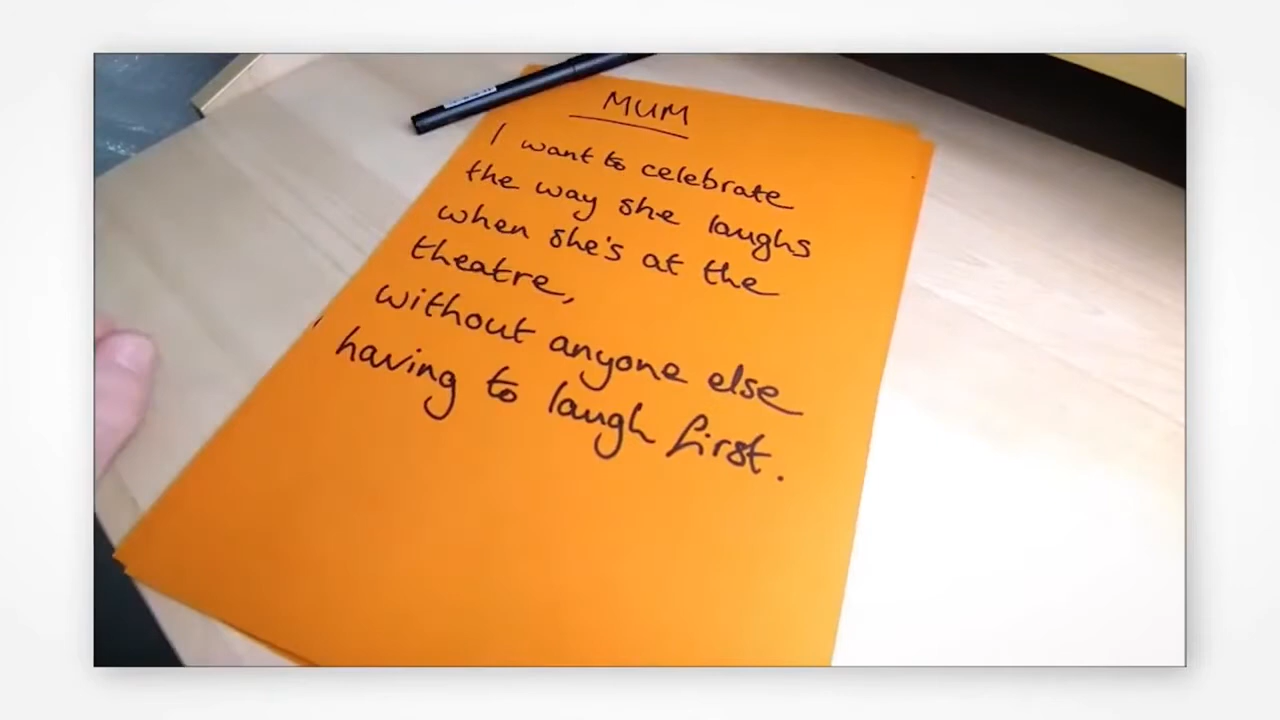 MUM
I want to celebrate
the way she laughs
when she's at the
theatre,
without anyone else
having to laugh first.